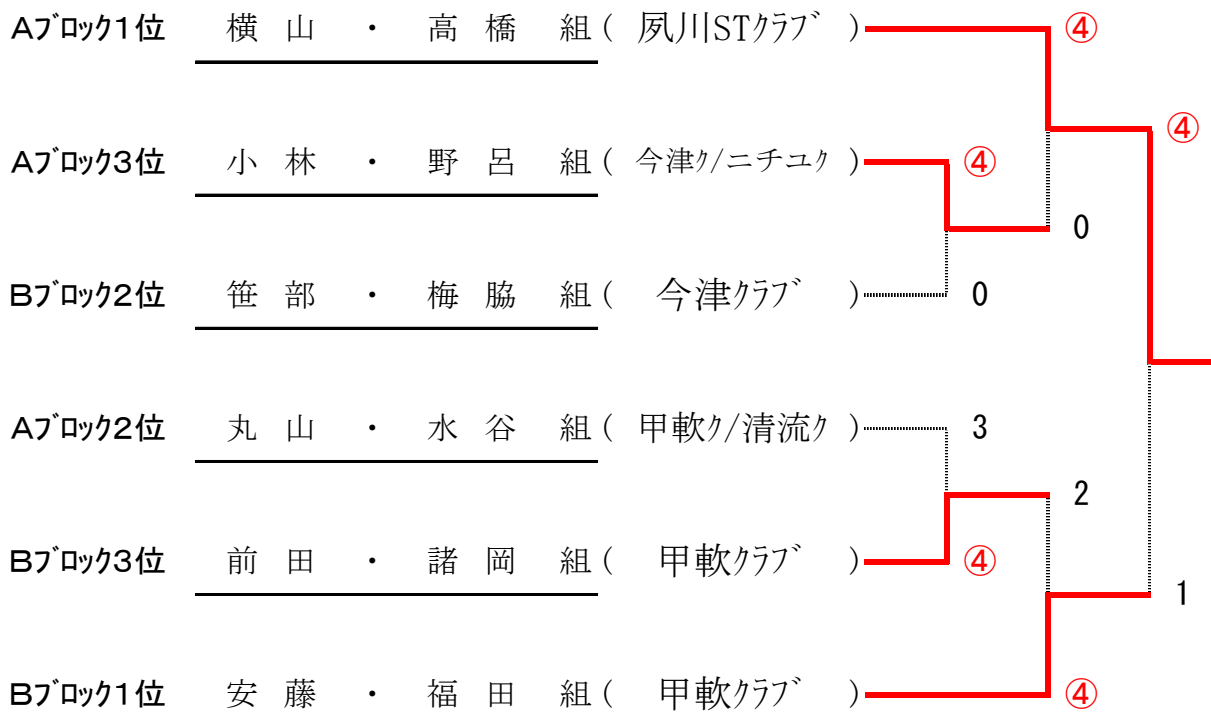 Aブロック1位 横山・高橋 組(夙川STクラブ) ④
④
Aブロック3位 小林・野呂 組(今津ク/ニチユク) ④
0
Bブロック2位 笹部・梅脇 組(今津クラブ) 0
Aブロック2位 丸山・水谷 組(甲軟ク/清流ク) 3
2
Bブロック3位 前田・諸岡 組(甲軟クラブ) ④
1
Bブロック1位 安藤・福田 組(甲軟クラブ) ④